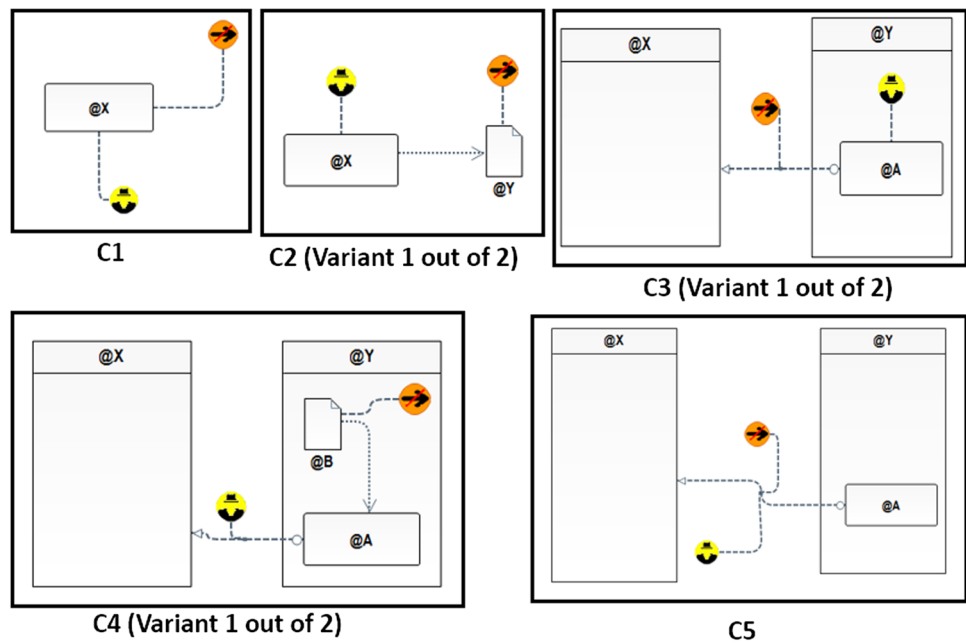 @X
C1
@X
@Y
C2 (Variant 1 out of 2)
@X
@Y
@A
C3 (Variant 1 out of 2)
@X
@Y
@B
@A
C4 (Variant 1 out of 2)
@X
@Y
@A
C5